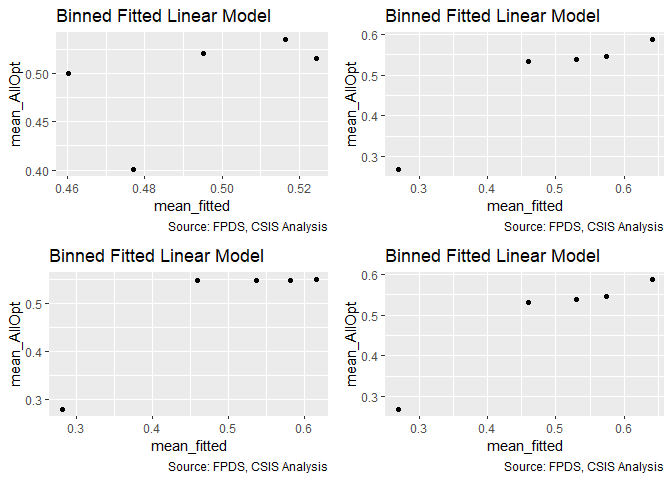 Binned Fitted Linear Model
mean_AllOpt
0.50
0.45
0.40
0.46
0.48
0.50
0.52
mean_fitted
Source: FPDS, CSIS Analysis
Binned Fitted Linear Model
mean_AllOpt
0.6
0.5
0.4
0.3
0.3
0.4
0.5
0.6
mean_fitted
Source: FPDS, CSIS Analysis
Binned Fitted Linear Model
mean_AllOpt
0.5
0.4
0.3
0.3
0.4
0.5
0.6
mean_fitted
Source: FPDS, CSIS Analysis
Binned Fitted Linear Model
mean_AllOpt
0.6
0.5
0.4
0.3
0.3
0.4
0.5
0.6
mean_fitted
Source: FPDS, CSIS Analysis